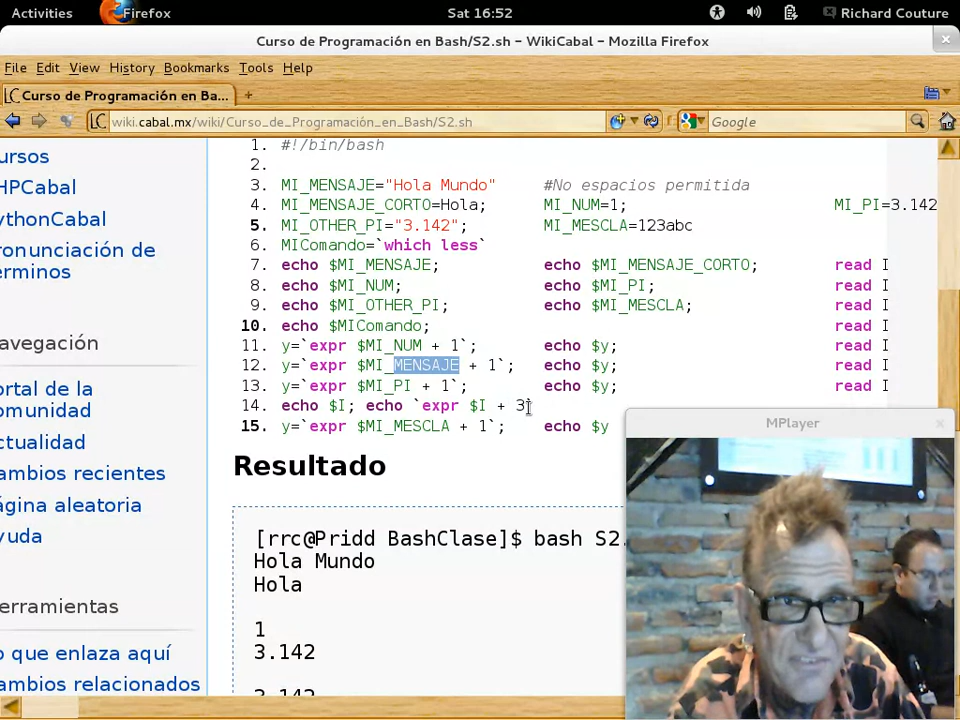 Activities Firefox Sat 16:52 Richard Couture
Curso de Programación en Bash/S2.sh - WikiCabal - Mozilla Firefox
File Edit View History Bookmarks Tools Help
Curso de Programación en Ba...
wiki.cabal.mx/wiki/Curso_de_Programación_en_Bash/S2.sh Google
ursos
HPCabal
ythonCabal
ronunciación de
erminos
avegación
ortal de la
omunidad
ctualidad
ambios recientes
ágina aleatoria
yuda
erramientas
o que enlaza aquí
ambios relacionados
1. #!/bin/bash
2.
3. MI_MENSAJE="Hola Mundo" #No espacios permitida
4. MI_MENSAJE_CORTO=Hola; MI_NUM=1; MI_PI=3.142
5. MI_OTHER_PI="3.142"; MI_MESCLA=123abc
6. MIComando=`which less`
7. echo $MI_MENSAJE; echo $MI_MENSAJE_CORTO; read I
8. echo $MI_NUM; echo $MI_PI; read I
9. echo $MI_OTHER_PI; echo $MI_MESCLA; read I
10. echo $MIComando; read I
11. y=`expr $MI_NUM + 1`; echo $y; read I
12. y=`expr $MI_MENSAJE + 1`; echo $y; read I
13. y=`expr $MI_PI + 1`; echo $y; read I
14. echo $I; echo `expr $I + 3`
15. y=`expr $MI_MESCLA + 1`; echo $y
Resultado
[rrc@Pridd BashClase]$ bash S2.
Hola Mundo
Hola
1
3.142
3.142
MPlayer